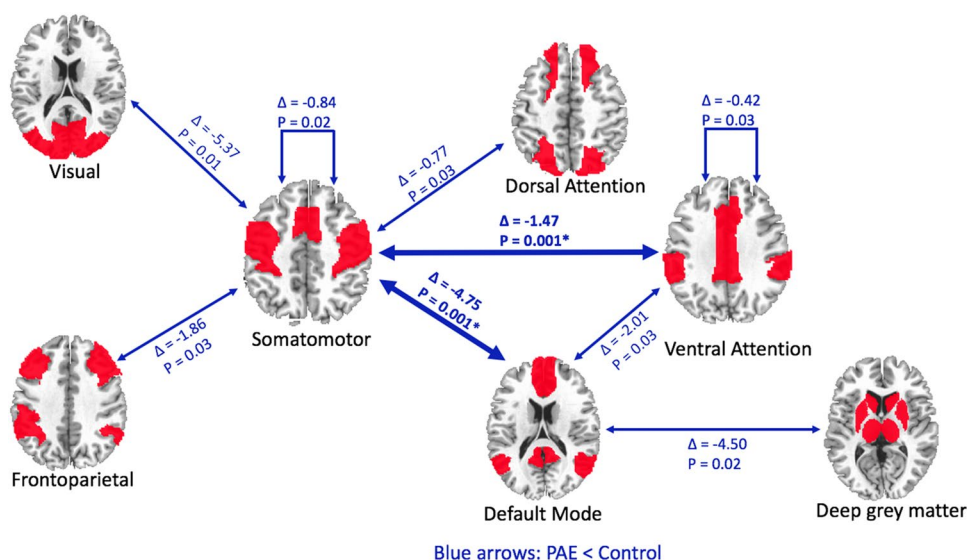 Visual
Δ = -5.37
P = 0.01
Δ = -0.84
P = 0.02
Δ = -0.77
P = 0.03
Dorsal Attention
Δ = -0.42
P = 0.03
Δ = -1.47
P = 0.001*
Somatomotor
Δ = -4.75
P = 0.001*
Δ = -1.86
P = 0.03
Δ = -2.01
P = 0.03
Ventral Attention
Frontoparietal
Default Mode
Δ = -4.50
P = 0.02
Deep grey matter
Blue arrows: PAE < Control